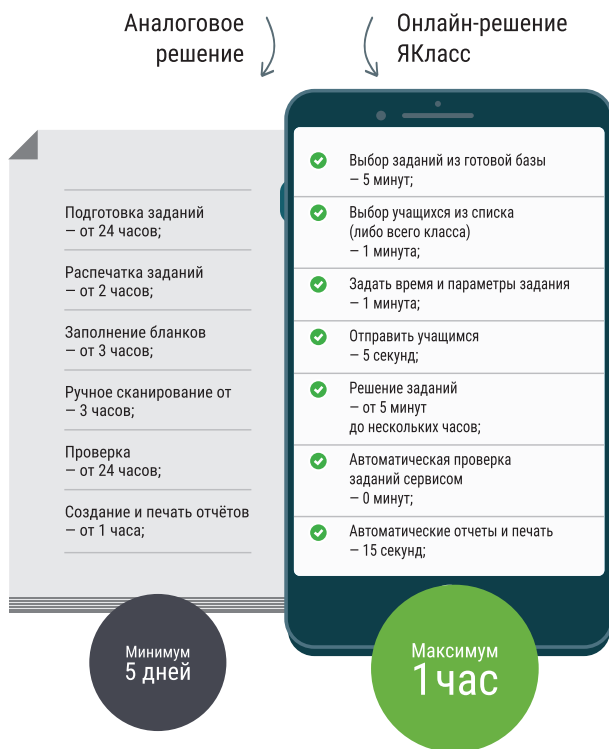 Аналоговое
решение
Онлайн-решение
ЯКласс
Подготовка заданий
– от 24 часов;
Распечатка заданий
– от 2 часов;
Заполнение бланков
– от 3 часов;
Ручное сканирование от
– 3 часов;
Проверка
– от 24 часов;
Создание и печать отчётов
– от 1 часа;
Минимум
5 дней
Выбор заданий из готовой базы
– 5 минут;
Выбор учащихся из списка
(либо всего класса)
– 1 минута;
Задать время и параметры задания
– 1 минута;
Отправить учащимся
– 5 секунд;
Решение заданий
– от 5 минут
до нескольких часов;
Автоматическая проверка
заданий сервисом
– 0 минут;
Автоматические отчеты и печать
– 15 секунд;
Максимум
1 час